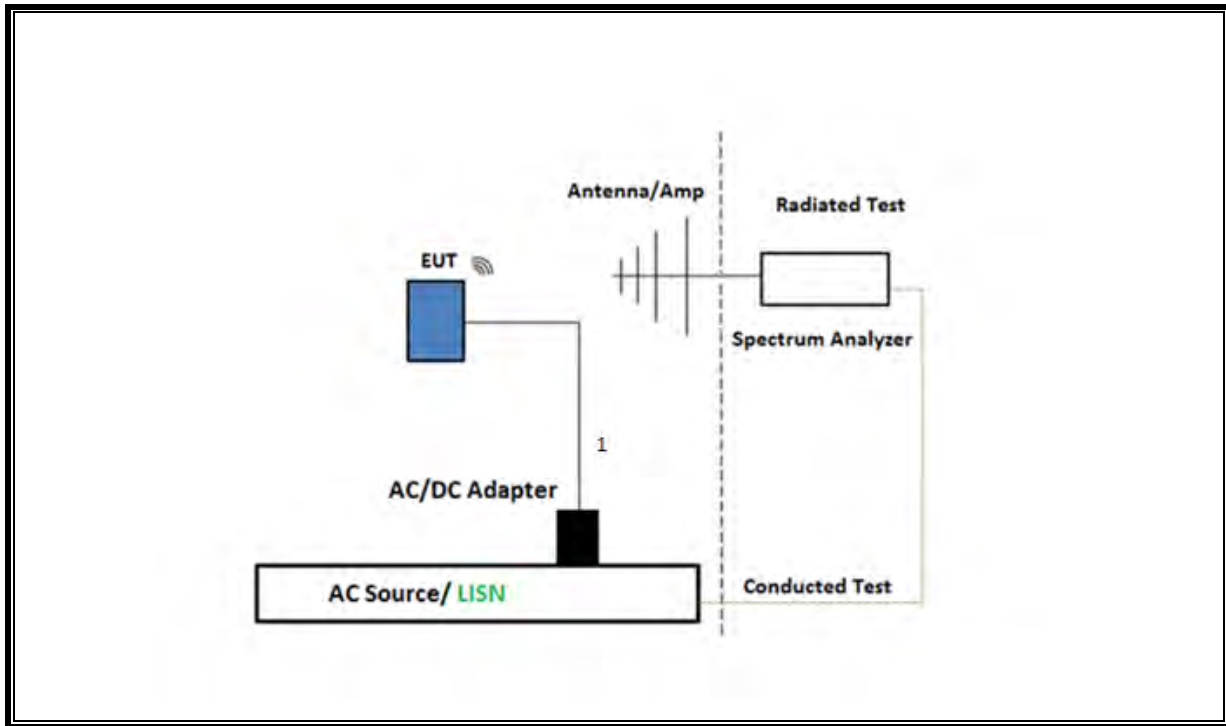 Antenna/Amp
Radiated Test
EUT
Spectrum Analyzer
1
AC/DC Adapter
AC Source/ LISN
Conducted Test